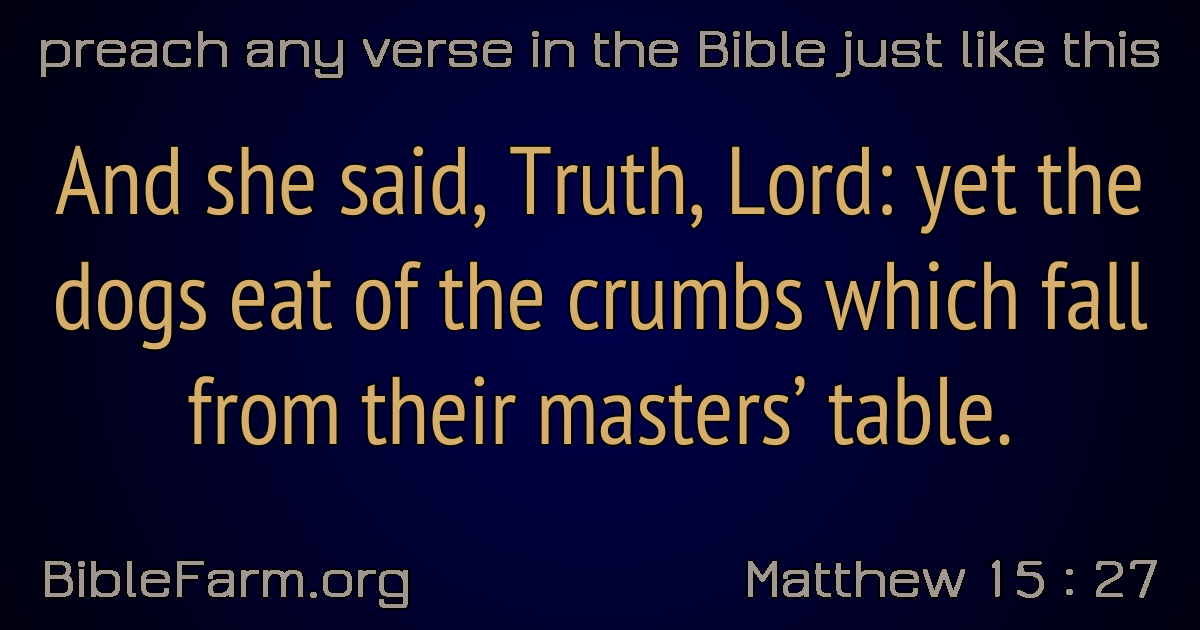 preach any verse in the Bible just like this
And she said, Truth, Lord: yet the
dogs eat of the crumbs which fall
from their masters’ table.
BibleFarm.org
Matthew 15 : 27